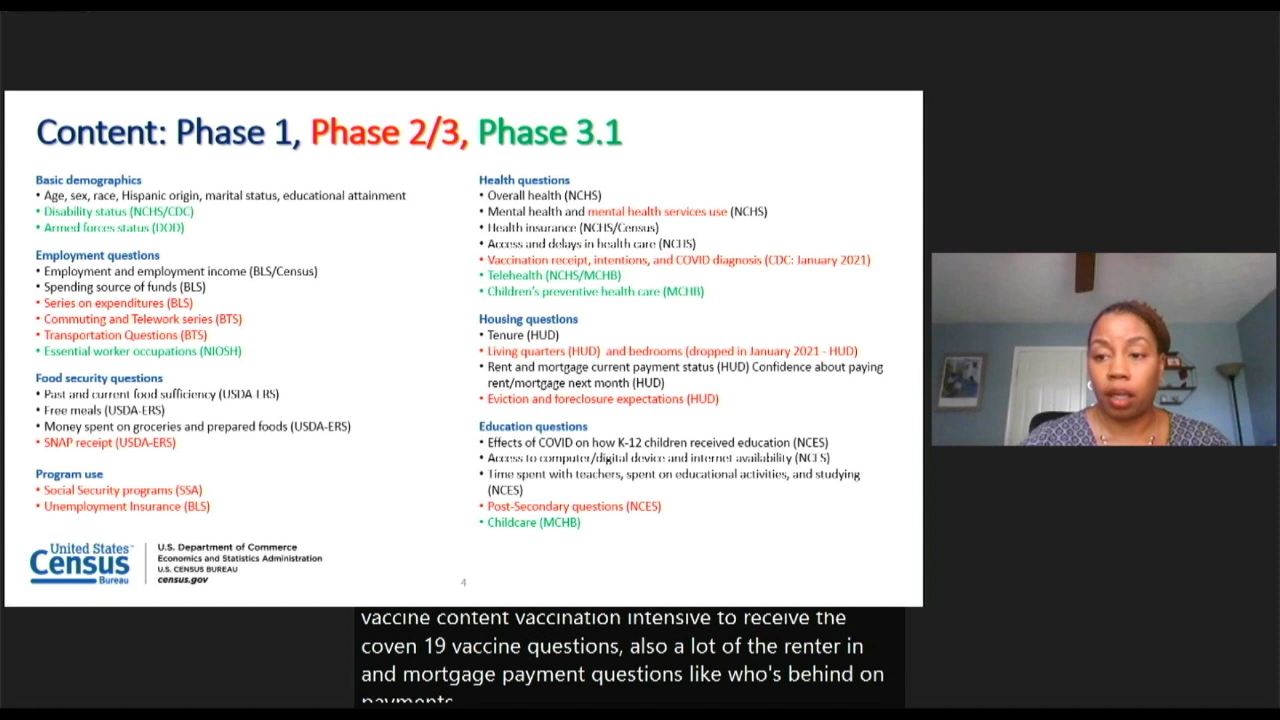 Content: Phase 1, Phase 2/3, Phase 3.1
Basic demographics
• Age, sex, race, Hispanic origin, marital status, educational attainment
• Disability status (NCHS/CDC)
• Armed forces status (DOD)
Employment questions
• Employment and employment income (BLS/Census)
• Spending source of funds (BLS)
• Series on expenditures (BLS)
• Commuting and Telework series (BTS)
• Transportation Questions (BTS)
• Essential worker occupations (NIOSH)
Food security questions
• Past and current food sufficiency (USDA-ERS)
• Free meals (USDA-ERS)
• Money spent on groceries and prepared foods (USDA-ERS)
• SNAP receipt (USDA-ERS)
Program use
• Social Security programs (SSA)
• Unemployment Insurance (BLS)
Health questions
• Overall health (NCHS)
• Mental health and mental health services use (NCHS)
• Health insurance (NCHS/Census)
• Access and delays in health care (NCHS)
• Vaccination receipt, intentions, and COVID diagnosis (CDC: January 2021)
• Telehealth (NCHS/MCHB)
• Children's preventive health care (MCHB)
Housing questions
• Tenure (HUD)
• Living quarters (HUD) and bedrooms (dropped in January 2021 - HUD)
• Rent and mortgage current payment status (HUD) Confidence about paying
rent/mortgage next month (HUD)
• Eviction and foreclosure expectations (HUD)
Education questions
• Effects of COVID on how K-12 children received education (NCES)
• Access to computer/digital device and internet availability (NCES)
• Time spent with teachers, spent on educational activities, and studying
(NCES)
• Post-Secondary questions (NCES)
• Childcare (MCHB)
United States™
Census
Bureau
U.S. Department of Commerce
Economics and Statistics Administration
U.S. CENSUS BUREAU
census.gov
4
vaccine content vaccination intensive to receive the
coven 19 vaccine questions, also a lot of the renter in
and mortgage payment questions like who's behind on
payments